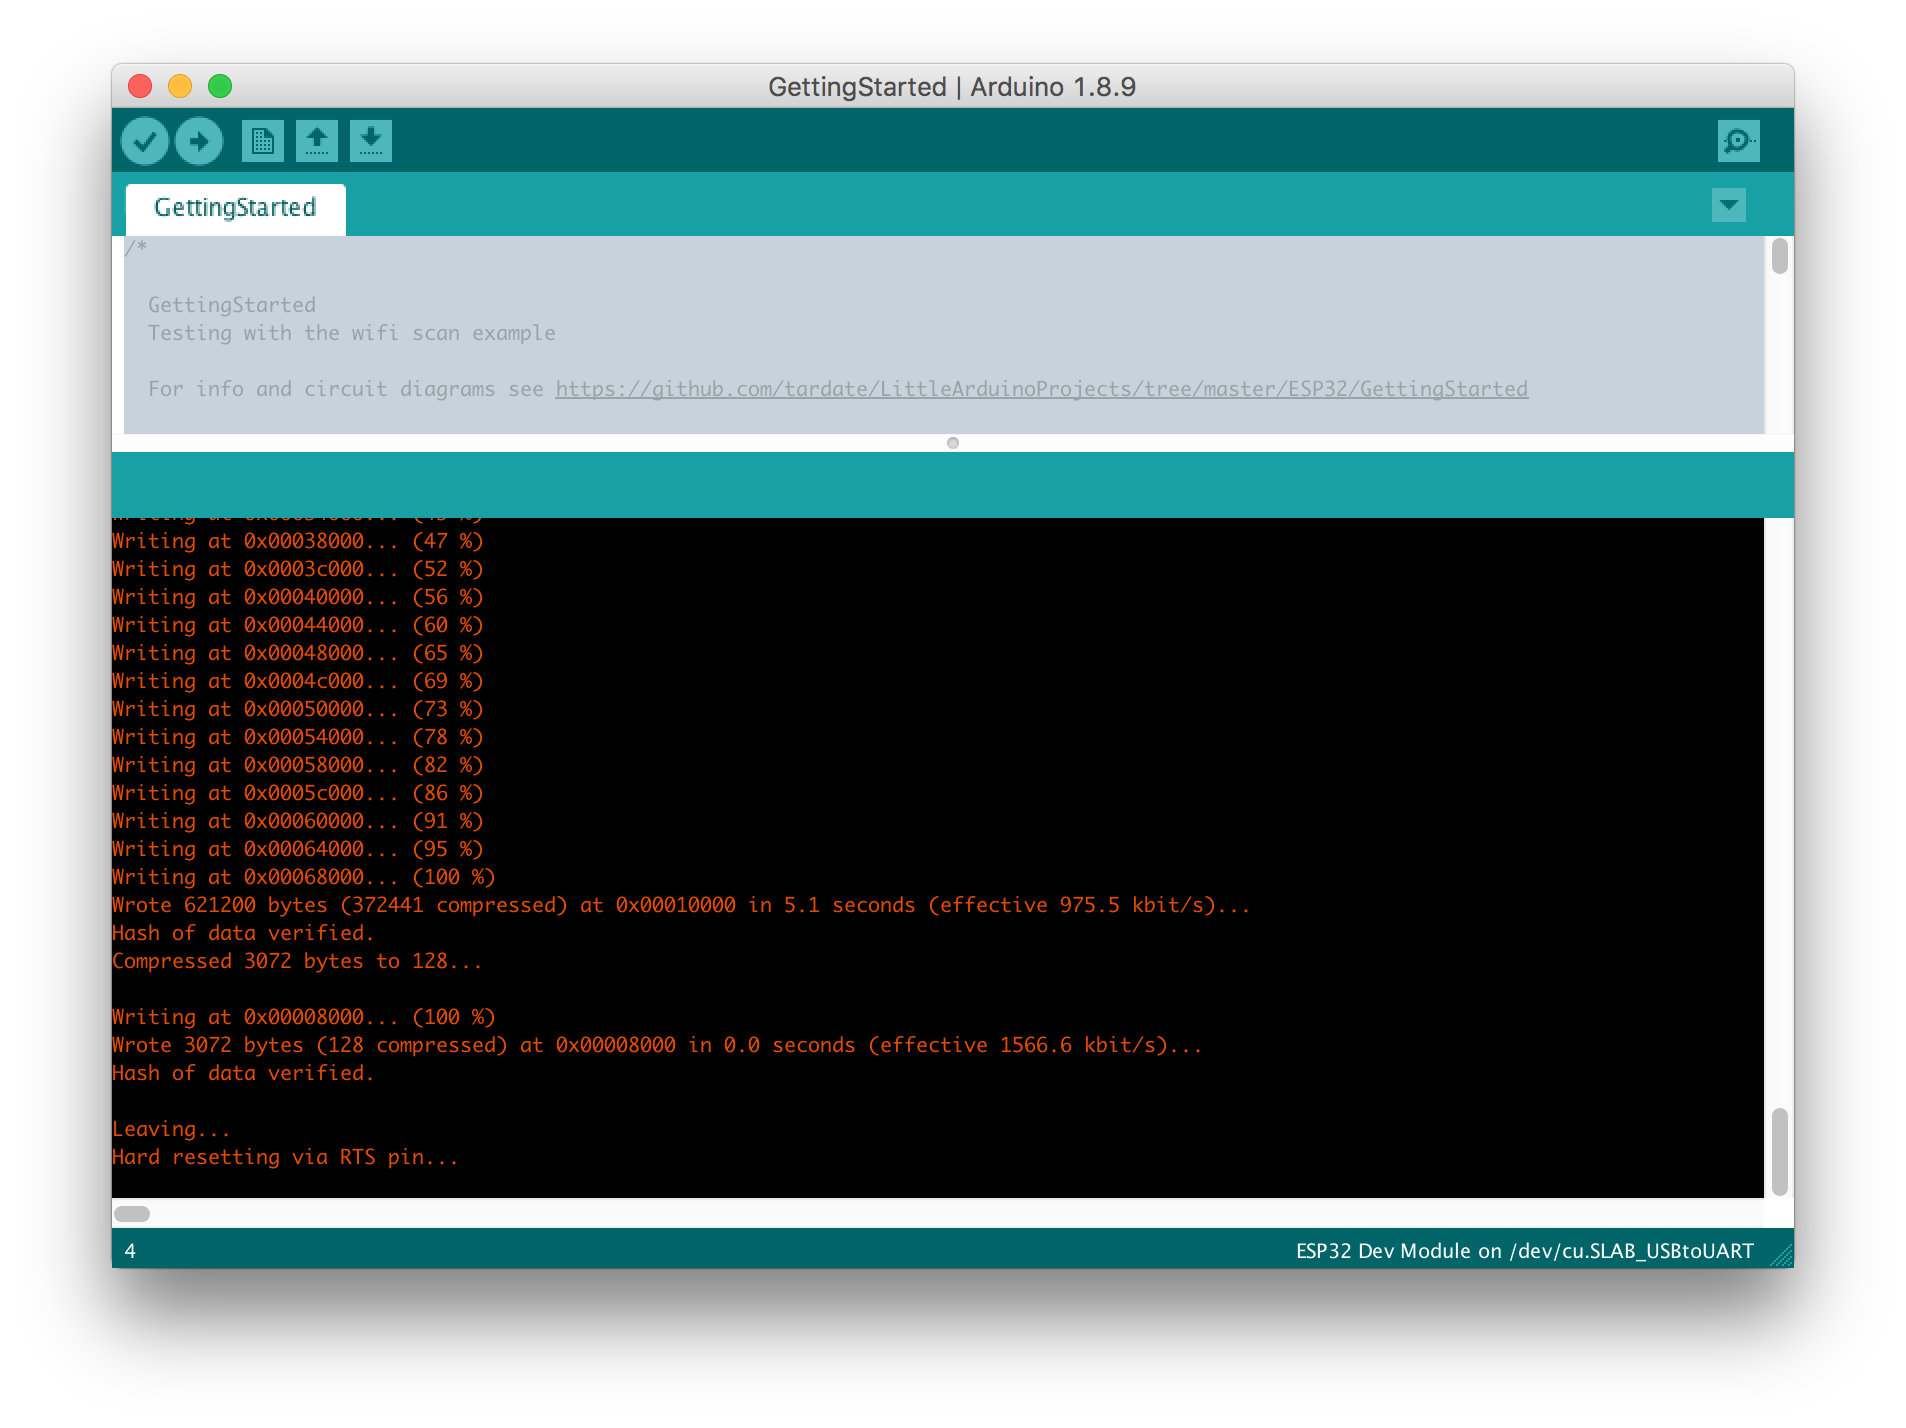 GettingStarted | Arduino 1.8.9
GettingStarted
/*
GettingStarted
Testing with the wifi scan example
For info and circuit diagrams see https://github.com/tardate/LittleArduinoProjects/tree/master/ESP32/GettingStarted
Writing at 0x00038000... (47 %)
Writing at 0x0003c000... (52 %)
Writing at 0x00040000... (56 %)
Writing at 0x00044000... (60 %)
Writing at 0x00048000... (65 %)
Writing at 0x0004c000... (69 %)
Writing at 0x00050000... (73 %)
Writing at 0x00054000... (78 %)
Writing at 0x00058000... (82 %)
Writing at 0x0005c000... (86 %)
Writing at 0x00060000... (91 %)
Writing at 0x00064000... (95 %)
Writing at 0x00068000... (100 %)
Wrote 621200 bytes (372441 compressed) at 0x00010000 in 5.1 seconds (effective 975.5 kbit/s)...
Hash of data verified.
Compressed 3072 bytes to 128...
Writing at 0x00008000... (100 %)
Wrote 3072 bytes (128 compressed) at 0x00008000 in 0.0 seconds (effective 1566.6 kbit/s)...
Hash of data verified.
Leaving...
Hard resetting via RTS pin...
4
ESP32 Dev Module on /dev/cu.SLAB_USBtoUART